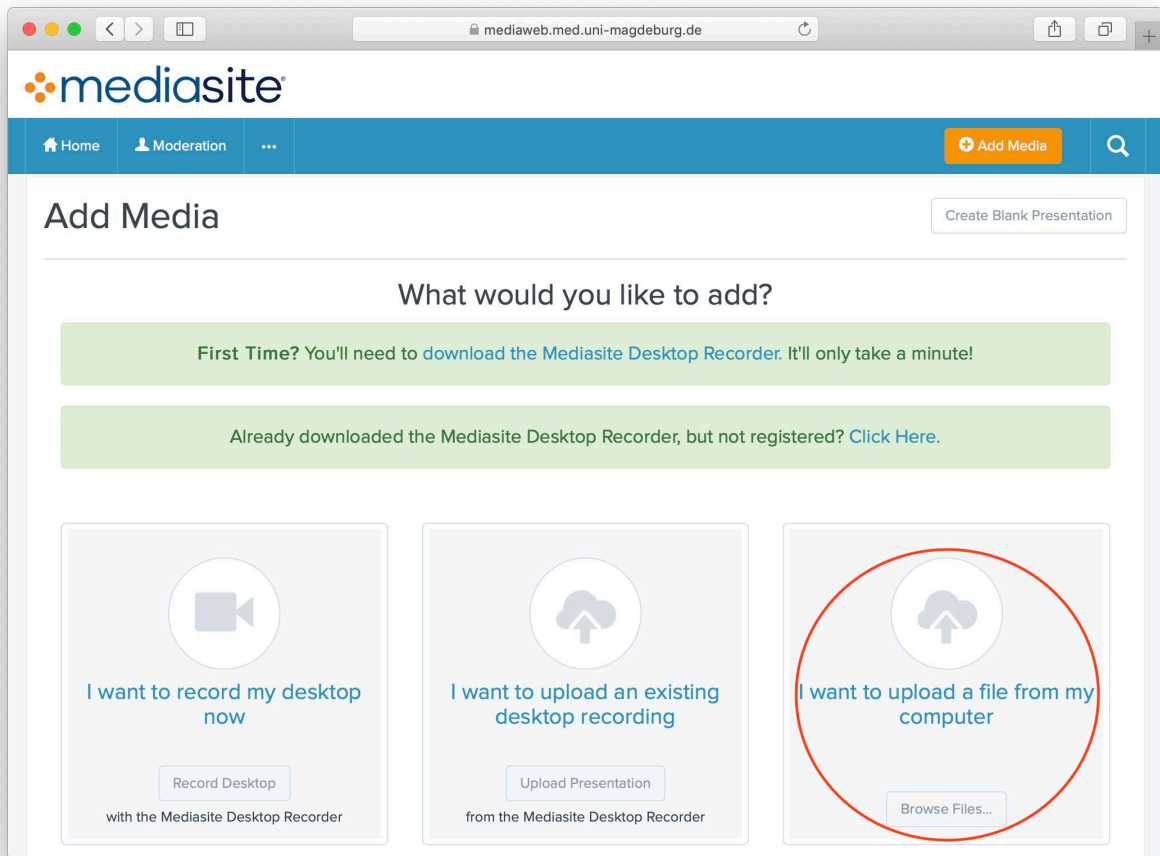 mediaweb.med.uni-magdeburg.de
mediasite
Home Moderation ... Add Media
Add Media
Create Blank Presentation
What would you like to add?
First Time? You'll need to download the Mediasite Desktop Recorder. It'll only take a minute!
Already downloaded the Mediasite Desktop Recorder, but not registered? Click Here.
I want to record my desktop
now
Record Desktop
with the Mediasite Desktop Recorder
I want to upload an existing
desktop recording
Upload Presentation
from the Mediasite Desktop Recorder
I want to upload a file from my
computer
Browse Files...